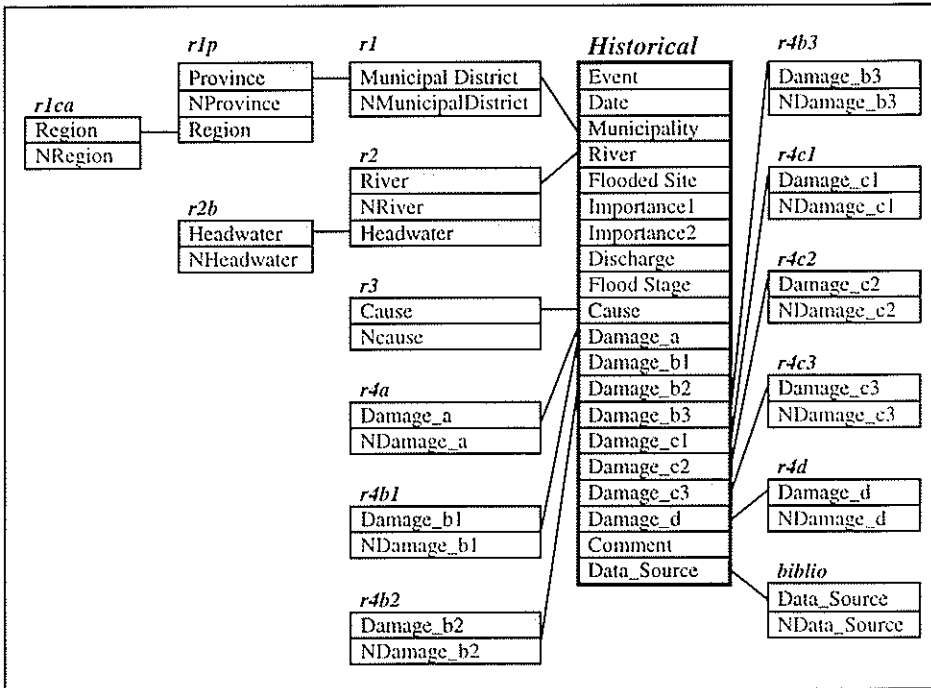 r1ca
Region
NRegion
r1p
Province
NProvince
Region
r2b
Headwater
NHeadwater
r1
Municipal District
NMunicipalDistrict
r2
River
NRiver
Headwater
r3
Cause
Ncause
r4a
Damage_a
NDamage_a
r4b1
Damage_b1
NDamage_b1
r4b2
Damage_b2
NDamage_b2
Historical
Event
Date
Municipality
River
Flooded Site
Importance1
Importance2
Discharge
Flood Stage
Cause
Damage_a
Damage_b1
Damage_b2
Damage_b3
Damage_c1
Damage_c2
Damage_c3
Damage_d
Comment
Data_Source
r4b3
Damage_b3
NDamage_b3
r4c1
Damage_c1
NDamage_c1
r4c2
Damage_c2
NDamage_c2
r4c3
Damage_c3
NDamage_c3
r4d
Damage_d
NDamage_d
biblio
Data_Source
NData_Source